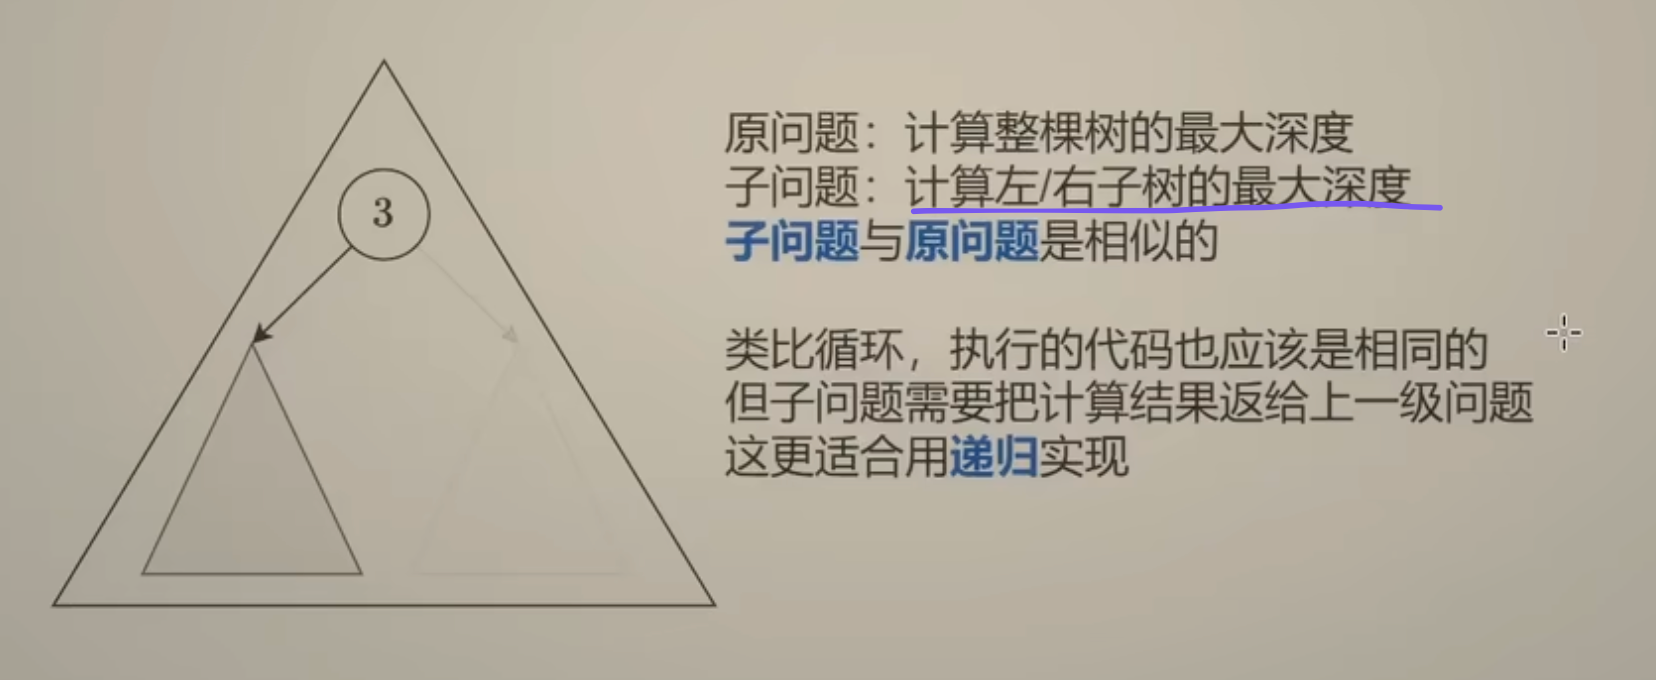 3
原问题：计算整棵树的最大深度
子问题：计算左/右子树的最大深度
子问题与原问题是相似的
类比循环，执行的代码也应该是相同的
但子问题需要把计算结果返给上一级问题
这更适合用递归实现